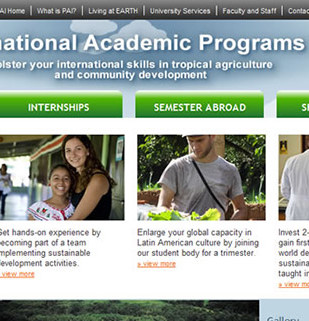 AI Home | What is PAI? | Living at EARTH | University Services | Faculty and Staff | Contac
national Academic Programs
olster your international skills in tropical agriculture
and community development
INTERNSHIPS
SEMESTER ABROAD
S
Get hands-on experience by
becoming part of a team
implementing sustainable
development activities.
» view more
Enlarge your global capacity in
Latin American culture by joining
our student body for a trimester.
» view more
Invest 2-
gain first
world de
sustaina
taught i
» view
Gallery